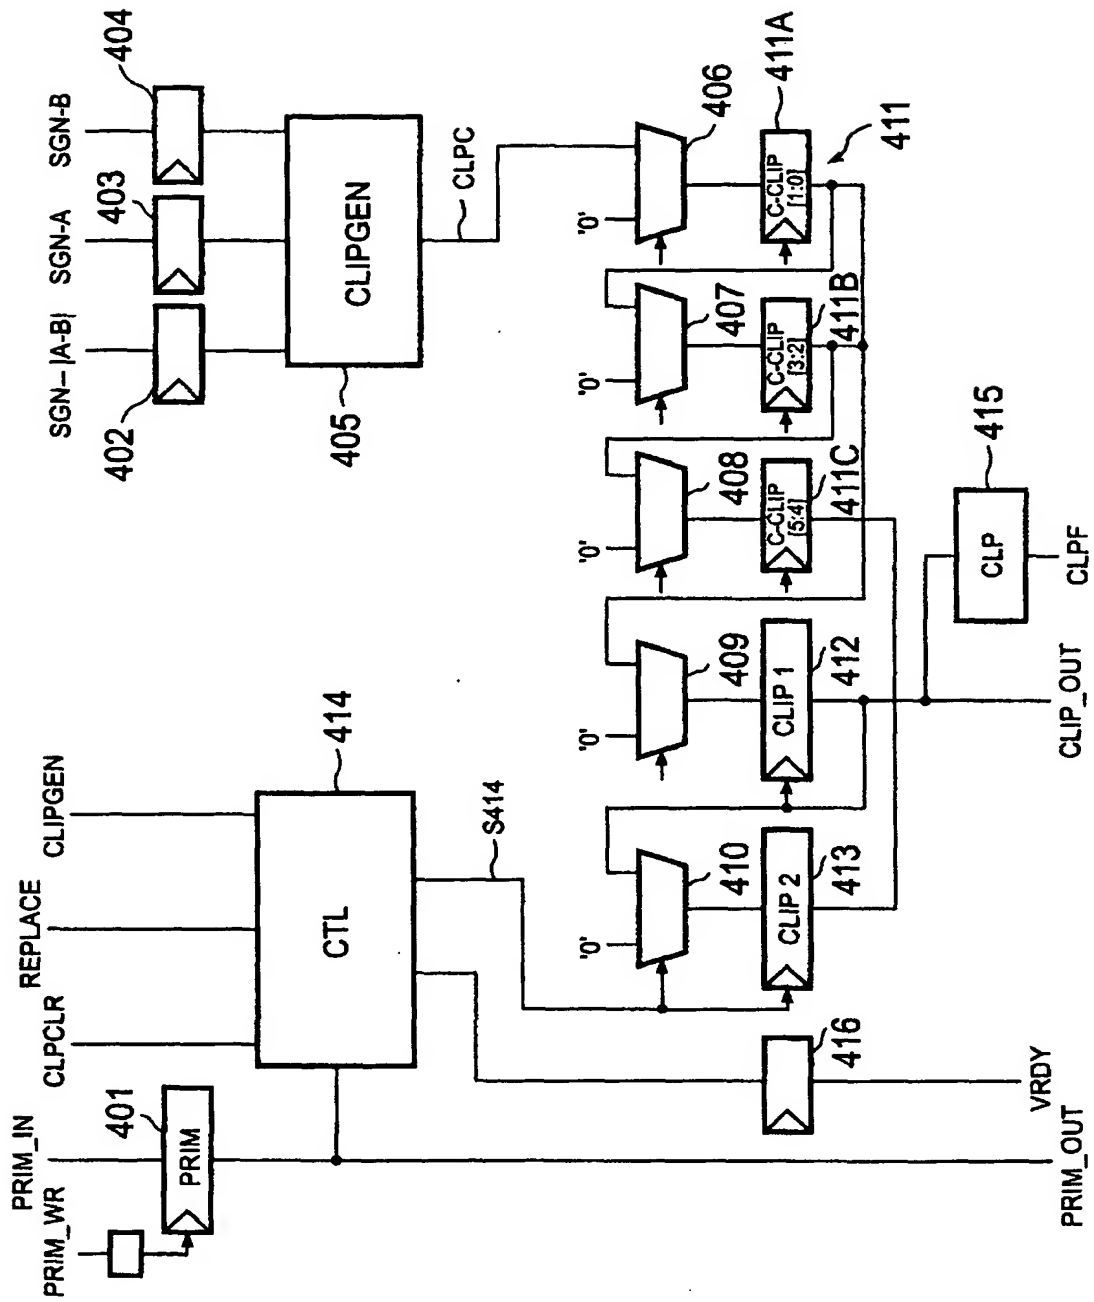 404
SGN-B
403
SGN-A
SGN-|A-B|
402
CLIPGEN
405
CLPC
406
411A
'0'
C-CLIP
[1:0]
411
407
'0'
C-CLIP
[3:2]
411B
408
'0'
C-CLIP
[5:4]
411C
415
CLP
CLPF
409
'0'
CLIP 1
412
CLIP_OUT
410
'0'
CLIP 2
413
CLIPGEN
REPLACE
CLPCLR
414
CTL
S414
416
VRDY
PRIM_IN
PRIM_WR
401
PRIM
PRIM_OUT